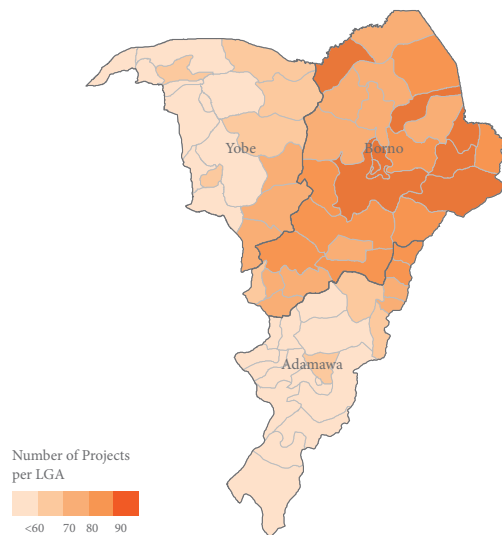 Yobe
Borno
Adamawa
Number of Projects
per LGA
<60 70 80 90